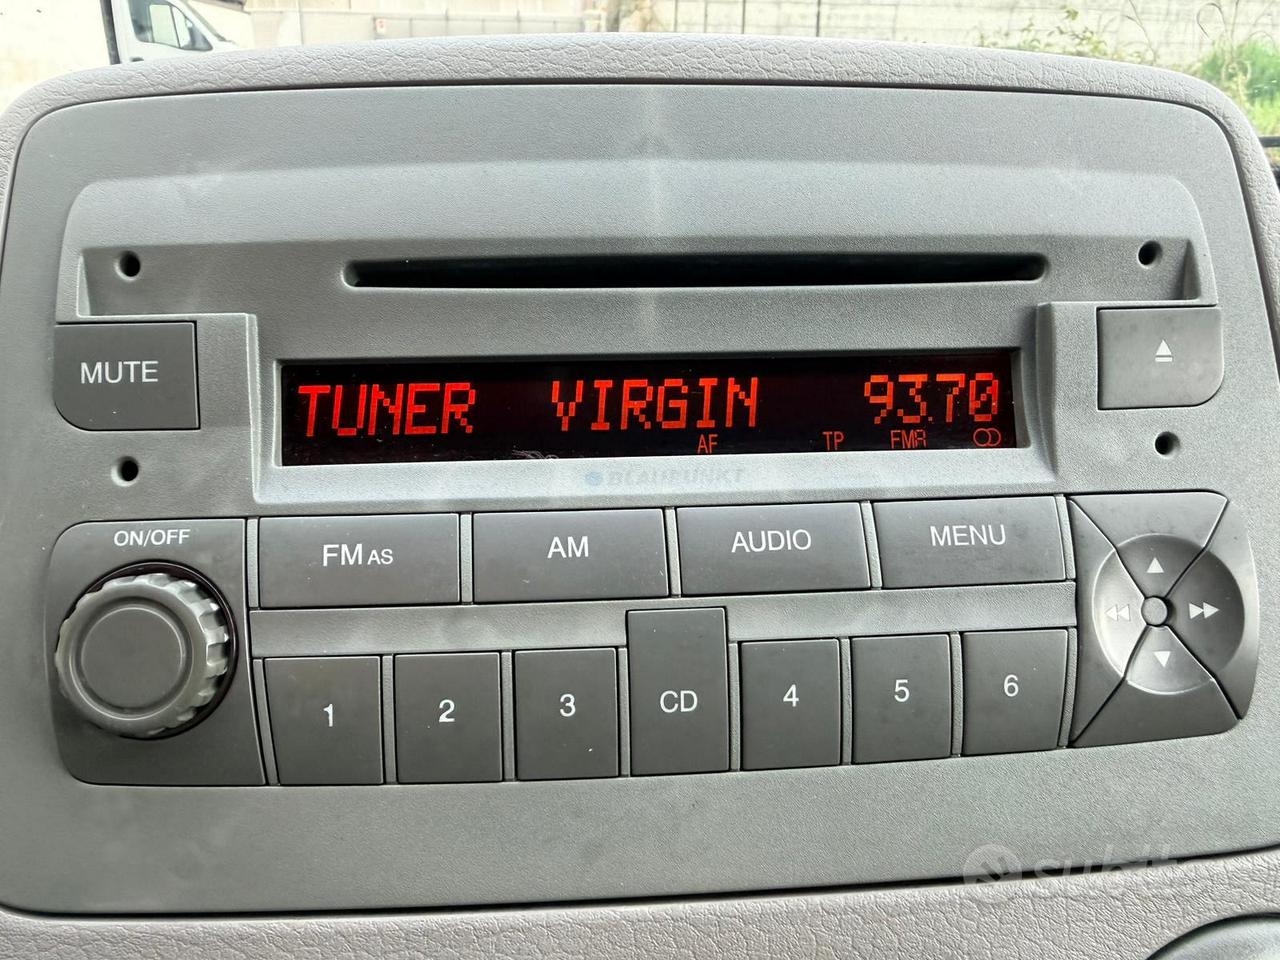 MUTE
TUNER VIRGIN 93.70
AF TP FM
BLAUPUNKT
ON/OFF
FM AS AM AUDIO MENU
1 2 3 CD 4 5 6
subito